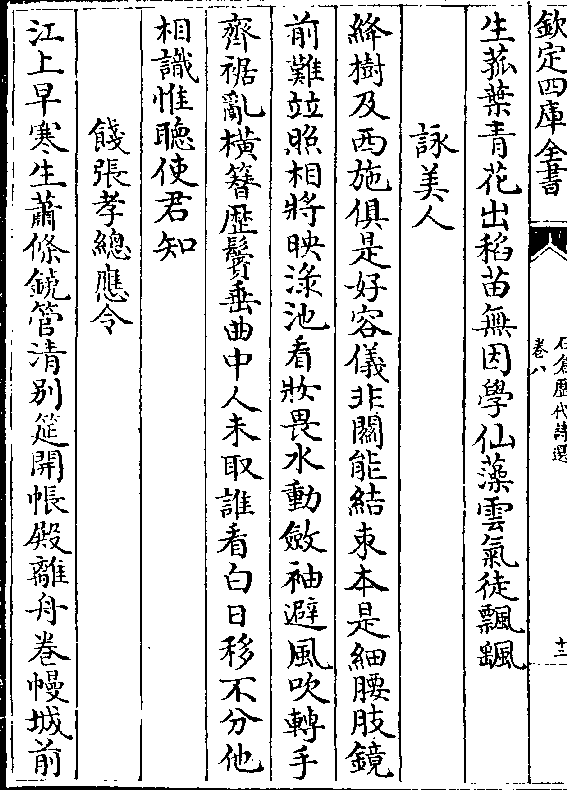 欽定四庫全書
石倉歷代詩選
卷八
十三
生菰葉青花出稻苗無因學仙藻雲氣徒飄颻
詠美人
絳樹及西施俱是好容儀非關能結束本是細腰肢鏡
前難竝照相將映淥池看妝畏水動斂袖避風吹轉手
齊裾亂橫簪歷鬢垂曲中人未取誰看白日移不分他
相識惟聽使君知
餞張孝總應令
江上早寒生蕭條鐃管清别筵開帳殿離舟卷幔城前